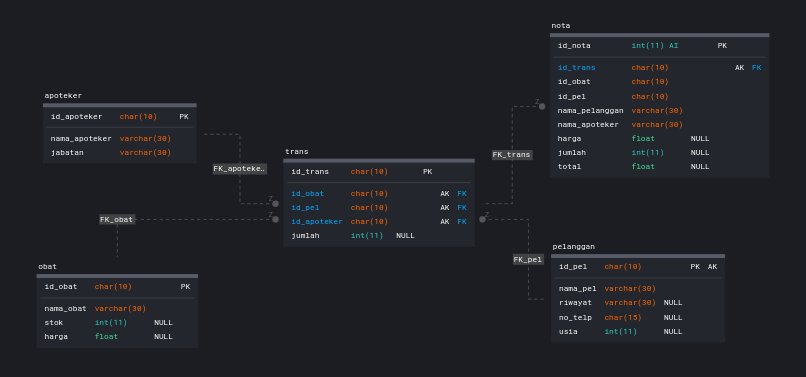 nota
id_nota int(11) AI PK
id_trans char(10) AK FK
id_obat char(10)
id_pel char(10)
nama_pelanggan varchar(30)
nama_apoteker varchar(30)
harga float NULL
jumlah int(11) NULL
total float NULL
apoteker
id_apoteker char(10) PK
nama_apoteker varchar(30)
jabatan varchar(30)
trans
id_trans char(10) PK
id_obat char(10) AK FK
id_pel char(10) AK FK
id_apoteker char(10) AK FK
jumlah int(11) NULL
FK_apoteke..
FK_trans
FK_obat
FK_pel
obat
id_obat char(10) PK
nama_obat varchar(30)
stok int(11) NULL
harga float NULL
pelanggan
id_pel char(10) PK AK
nama_pel varchar(30)
riwayat varchar(30) NULL
no_telp char(15) NULL
usia int(11) NULL